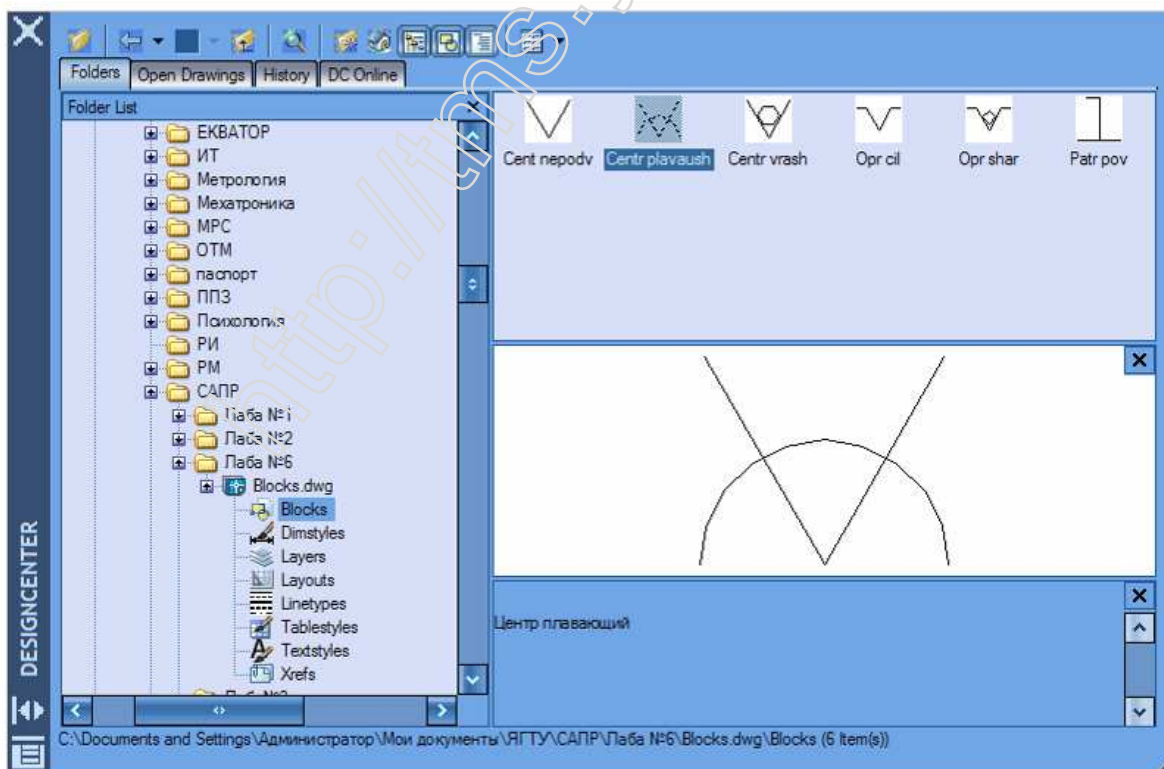 Folders Open Drawings History DC Online
Folder List
ЕКВАТОР
ИТ
Метрология
Мехатроника
МРС
ОТМ
паспорт
ППЗ
Психология
РИ
РМ
САПР
Лаба №1
Лаба №2
Лаба №6
Blocks.dwg
Blocks
Dimstyles
Layers
Layouts
Linetypes
Tablestyles
Textstyles
Xrefs
Cent nepodv Centr plavaush Centr vrash Opr cil Opr shar Patr pov
Центр плавающий
C:\Documents and Settings\Администратор\Мои документы\ЯГТУ\САПР\Лаба №6\Blocks.dwg\Blocks (6 Item(s))
DESIGNCENTER
http://tms.